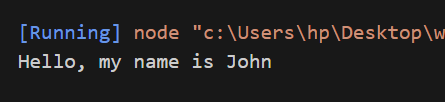 [Running] node "c:\Users\hp\Desktop\w
Hello, my name is John